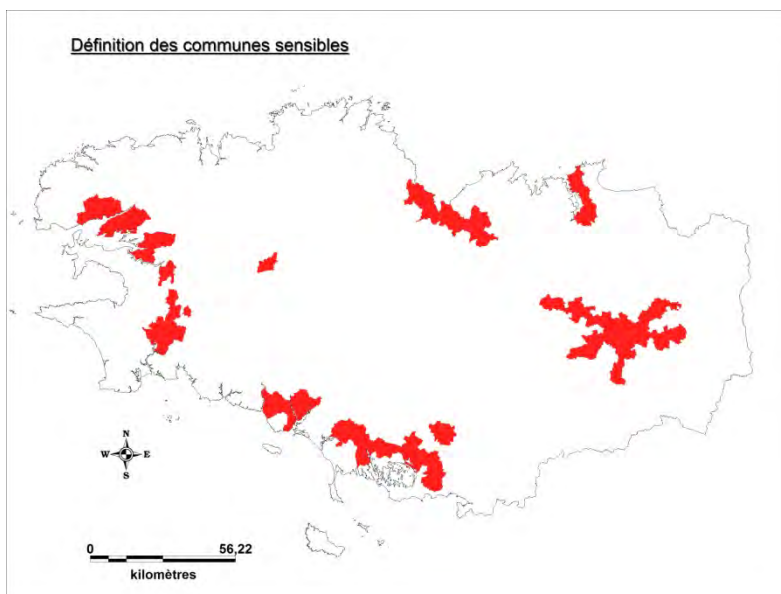 Définition des communes sensibles
N
W E
S
0 56,22
kilomètres